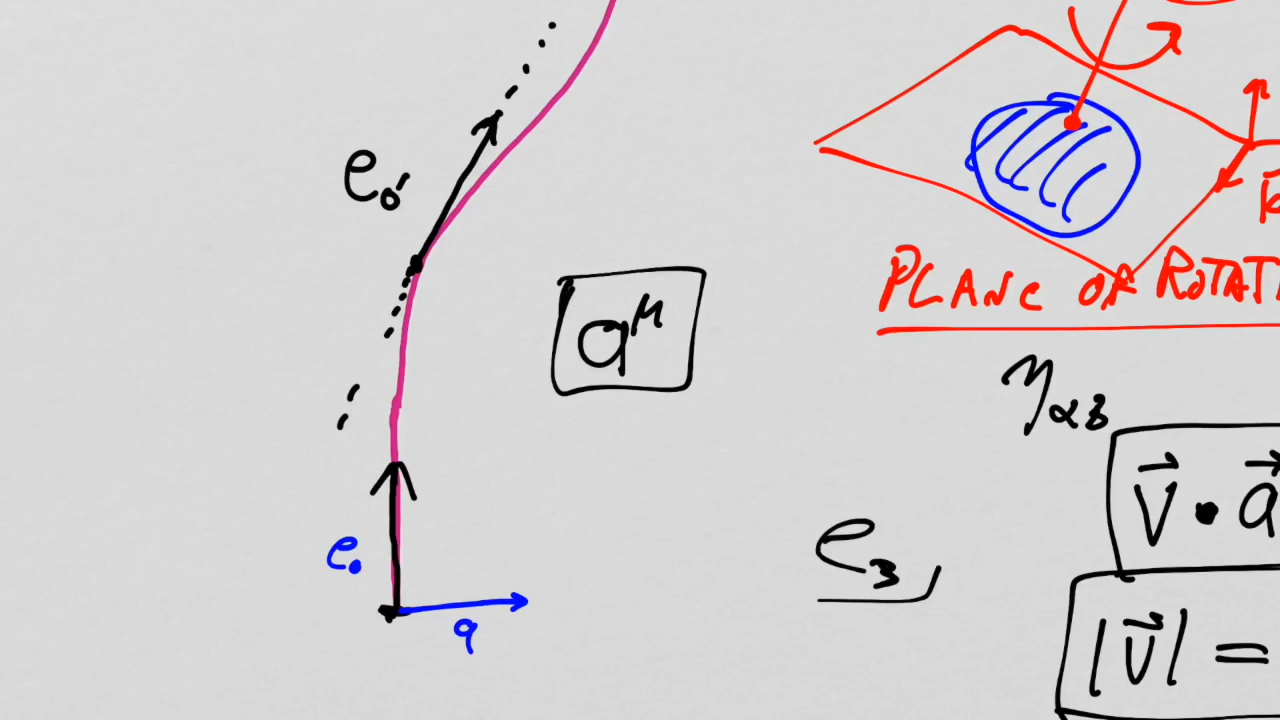 e₀′
a^μ
PLANE OF ROTATI
η_αβ
e₃
V⃗ • a⃗
e₀
a
|V⃗| =